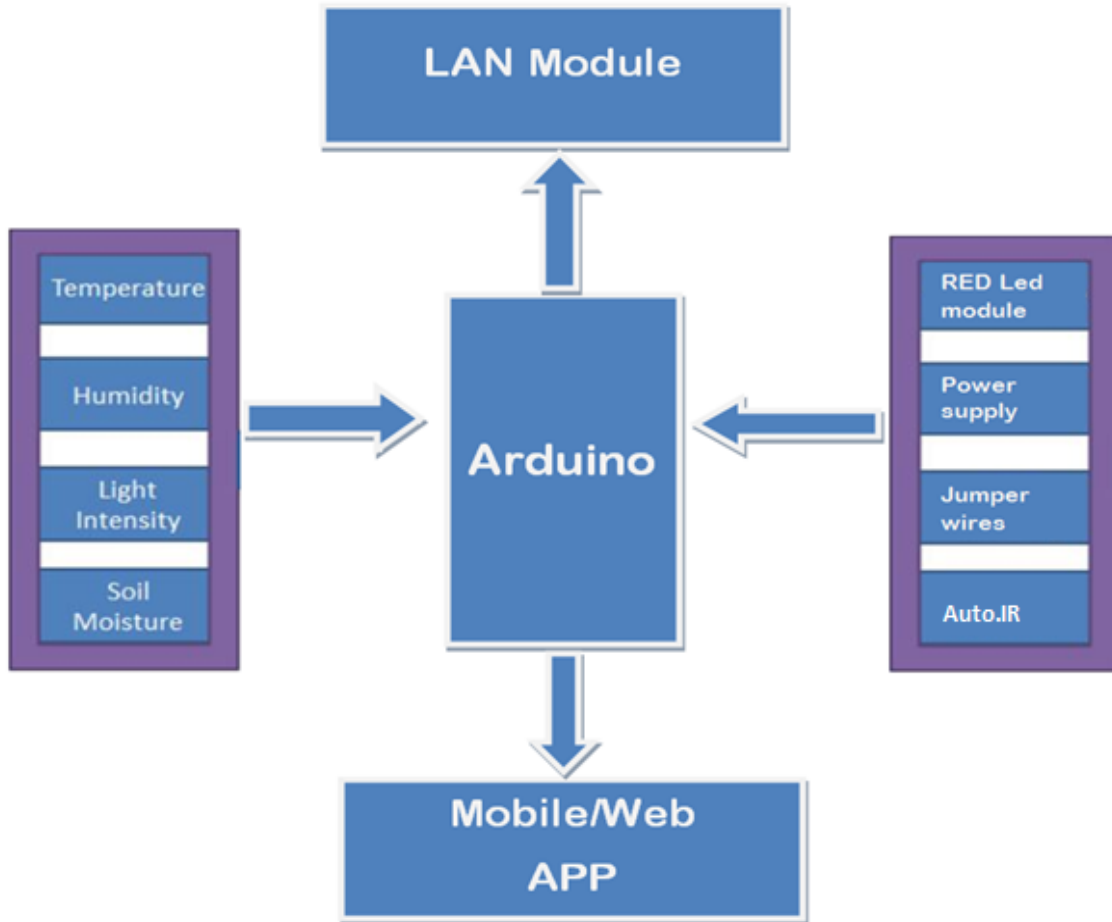 LAN Module
Temperature
Humidity
Light
Intensity
Soil
Moisture
Arduino
RED Led
module
Power
supply
Jumper
wires
Auto.IR
Mobile/Web
APP